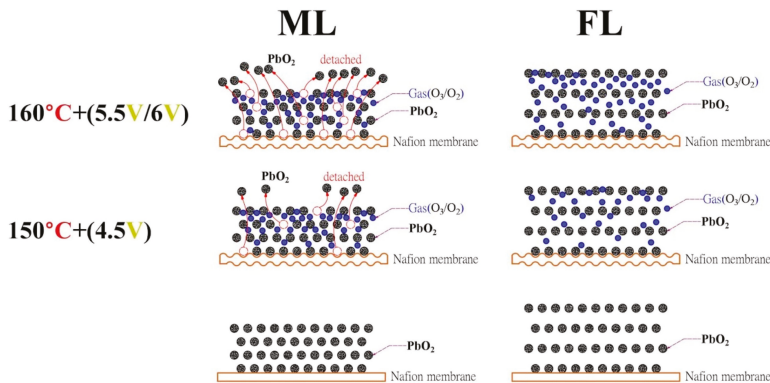 ML FL
PbO₂ detached
Gas(O₃/O₂) Gas(O₃/O₂)
160°C+(5.5V/6V) PbO₂ PbO₂
Nafion membrane Nafion membrane
PbO₂ detached
Gas(O₃/O₂) Gas(O₃/O₂)
150°C+(4.5V) PbO₂ PbO₂
Nafion membrane Nafion membrane
PbO₂ PbO₂
Nafion membrane Nafion membrane